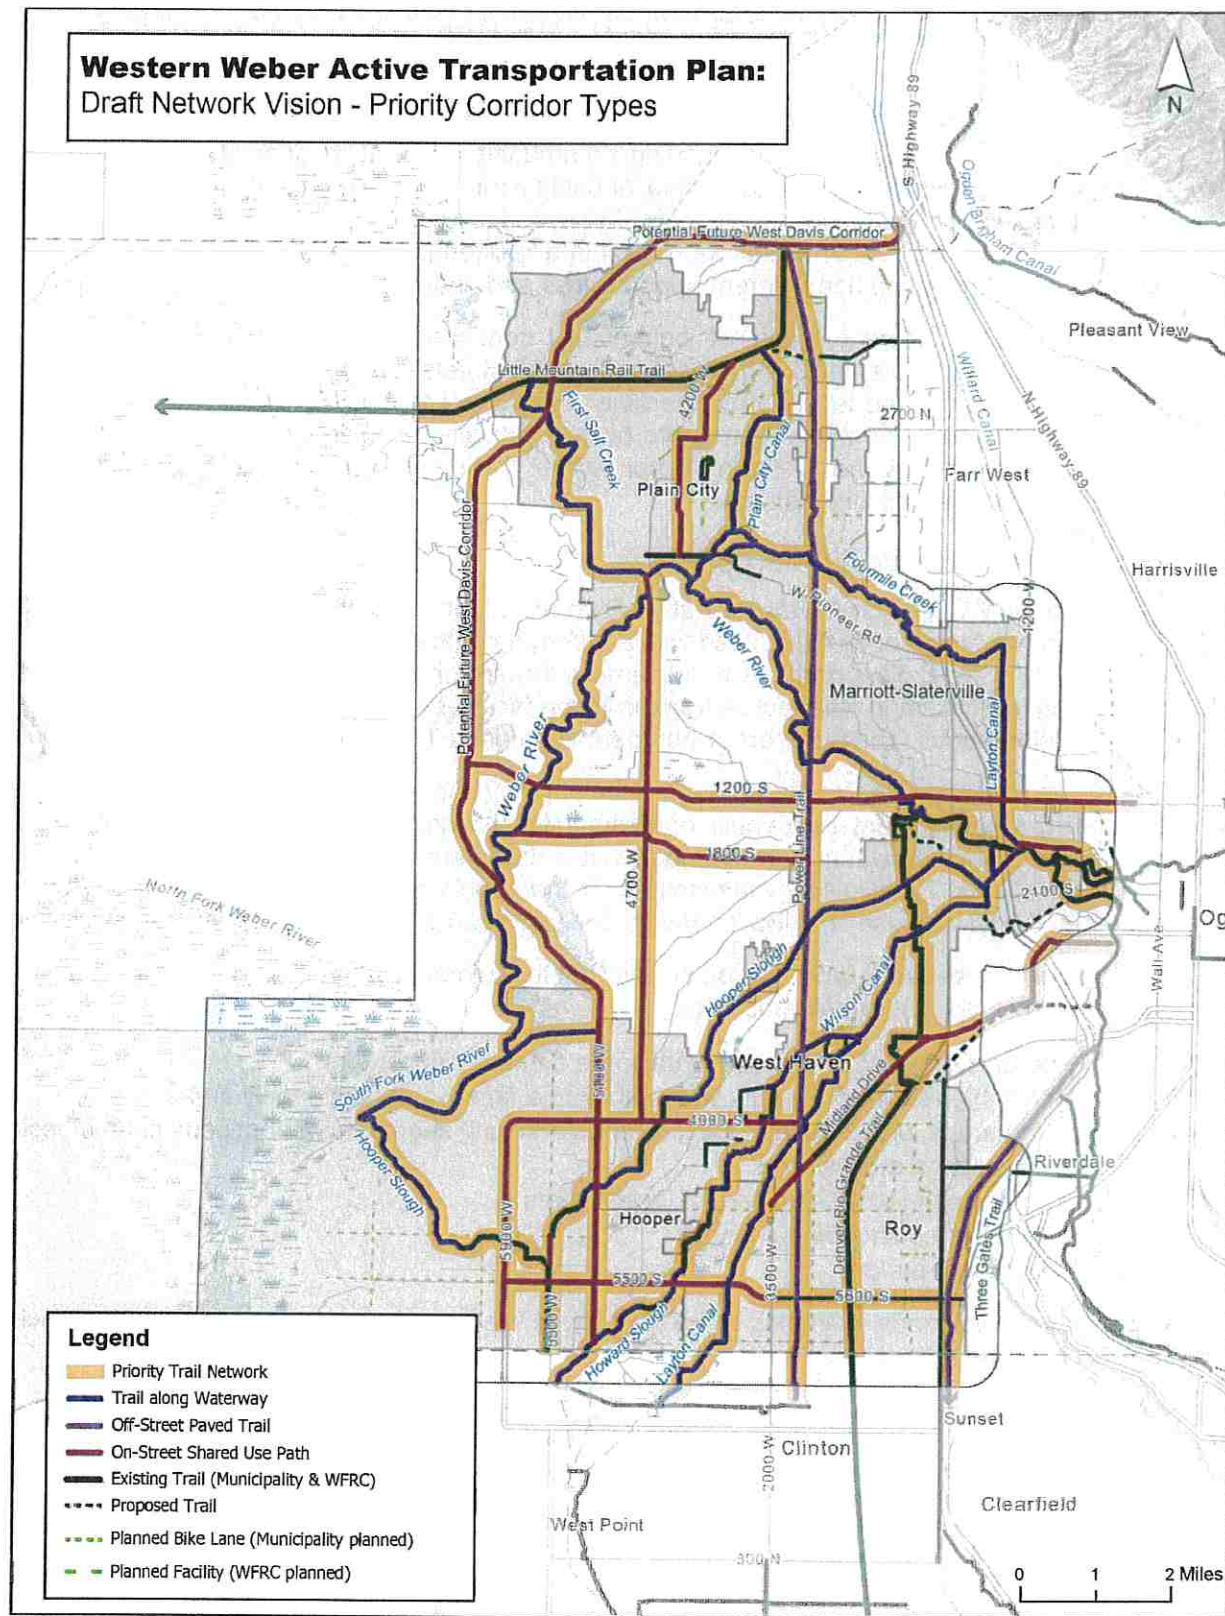 Western Weber Active Transportation Plan:
Draft Network Vision - Priority Corridor Types
N
S Highway 89
Ogden Brigham Canal
Potential Future West Davis Corridor
Pleasant View
Little Mountain Rail Trail
4200 W
Willard Canal
N Highway 89
2700 N
First Salt Creek
Plain City Canal
Farr West
Plain City
Potential Future West Davis Corridor
Fourmile Creek
Harrisville
1200 W
W Pioneer Rd
Weber River
Marriott-Slaterville
Layton Canal
Weber River
1200 S
Power Line Trail
1800 S
4700 W
2100 S
North Fork Weber River
Og
Wall Ave
Hooper Slough
Wilson Canal
West Haven
South Fork Weber River
5100 W
Midland Drive
4000 S
Denver Rio Grande Trail
Hooper Slough
Riverdale
5900 W
Hooper
Roy
3500 W
Three Gates Trail
5500 S
5600 S
5500 W
Howard Slough
Layton Canal
Sunset
Clinton
2000 W
Clearfield
West Point
300 N
Legend
Priority Trail Network
Trail along Waterway
Off-Street Paved Trail
On-Street Shared Use Path
Existing Trail (Municipality & WFRC)
Proposed Trail
Planned Bike Lane (Municipality planned)
Planned Facility (WFRC planned)
0 1 2 Miles